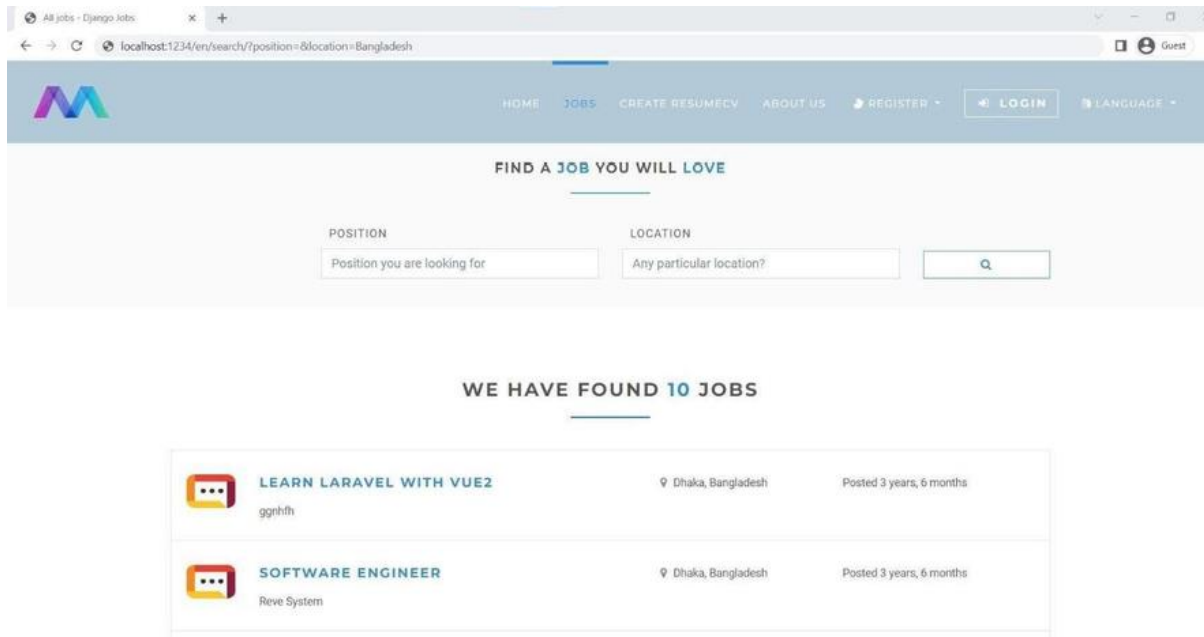 All jobs - Django Jobs
localhost:1234/en/search/?position=&location=Bangladesh
Guest
HOME JOBS CREATE RESUMECV ABOUT US REGISTER LOGIN LANGUAGE
FIND A JOB YOU WILL LOVE
POSITION LOCATION
Position you are looking for Any particular location?
WE HAVE FOUND 10 JOBS
LEARN LARAVEL WITH VUE2 Dhaka, Bangladesh Posted 3 years, 6 months
ggnhfh
SOFTWARE ENGINEER Dhaka, Bangladesh Posted 3 years, 6 months
Reve System